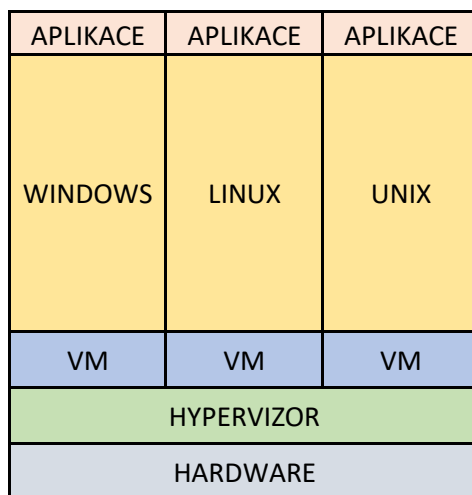 APLIKACE APLIKACE APLIKACE
WINDOWS LINUX UNIX
VM VM VM
HYPERVIZOR
HARDWARE